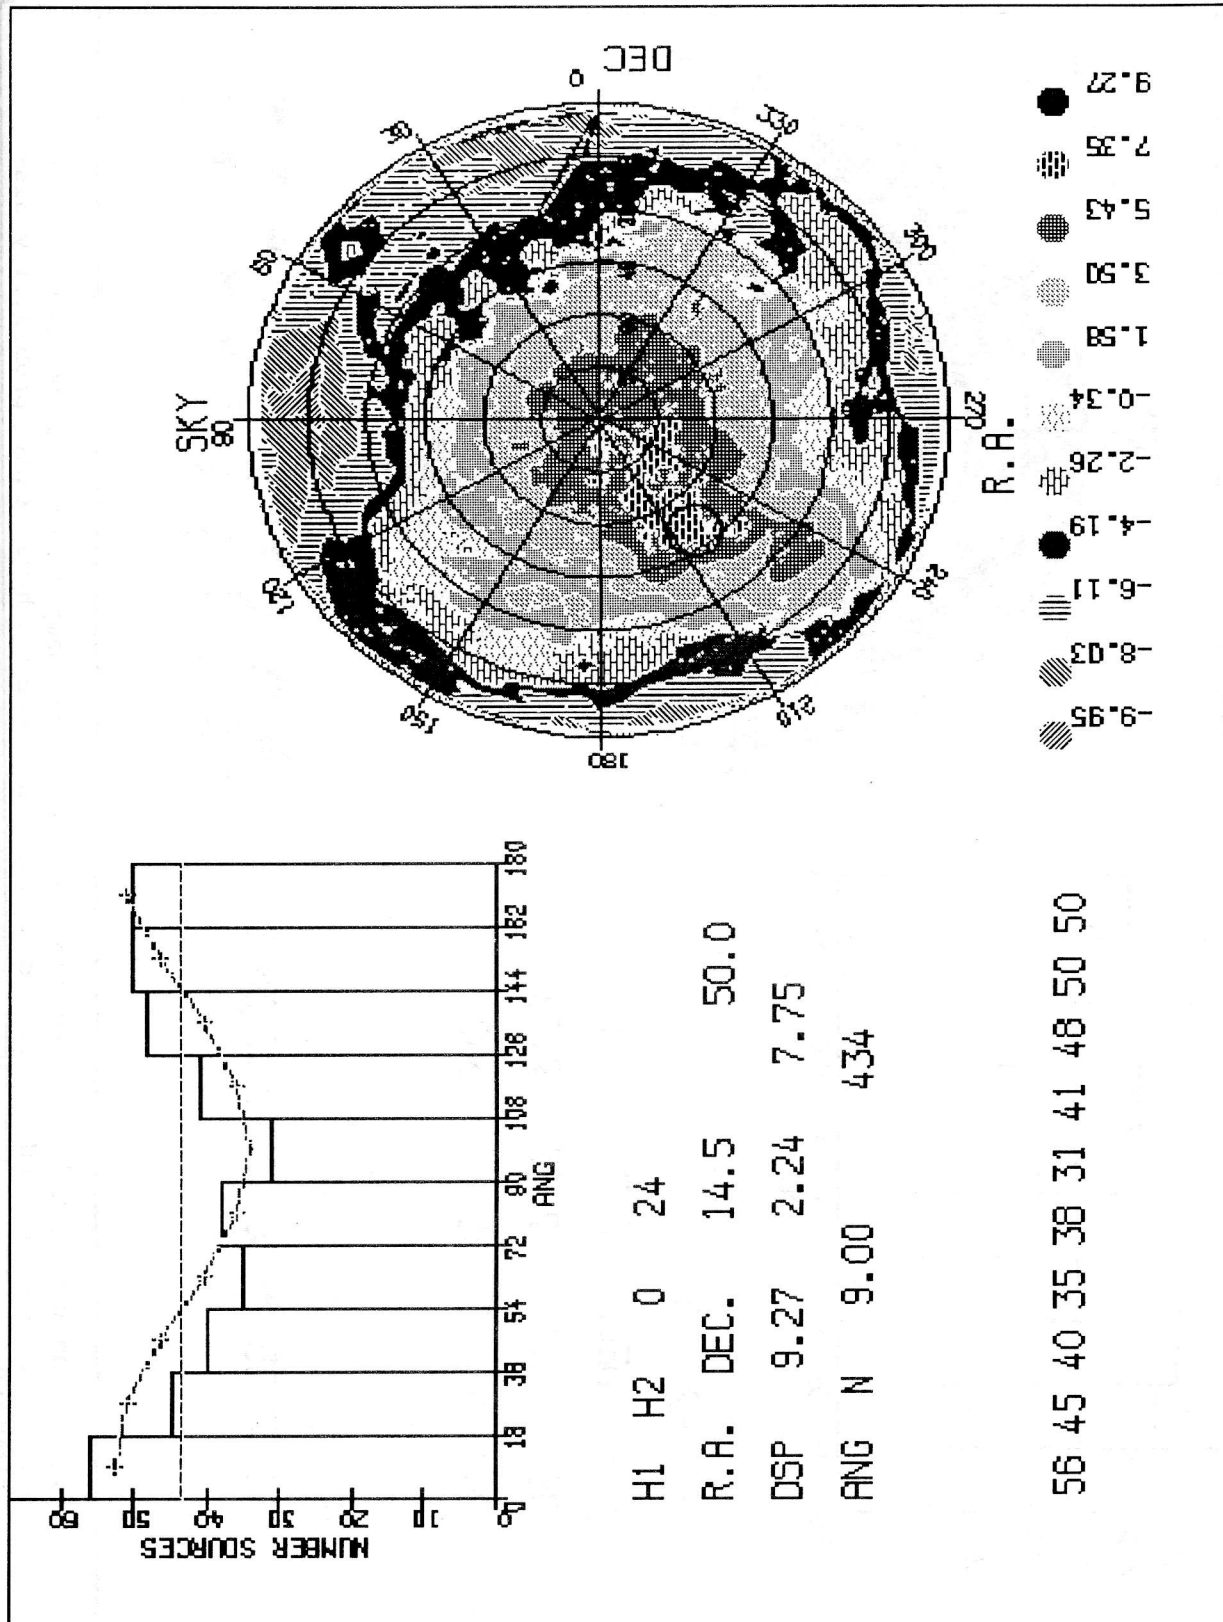 NUMBER SOURCES
60
50
40
30
20
10
0
0 18 36 54 72 90 108 126 144 162 180
ANG
H1 H2 0 24
R.A. DEC. 14.5 50.0
DSP 9.27 2.24 7.75
ANG N 9.00 434
56 45 40 35 38 31 41 48 50 50
SKY
DEC
R.A.
0
30
60
90
120
150
180
210
240
270
300
330
-9.95
-8.03
-6.11
-4.19
-2.26
-0.34
1.58
3.50
5.43
7.35
9.27